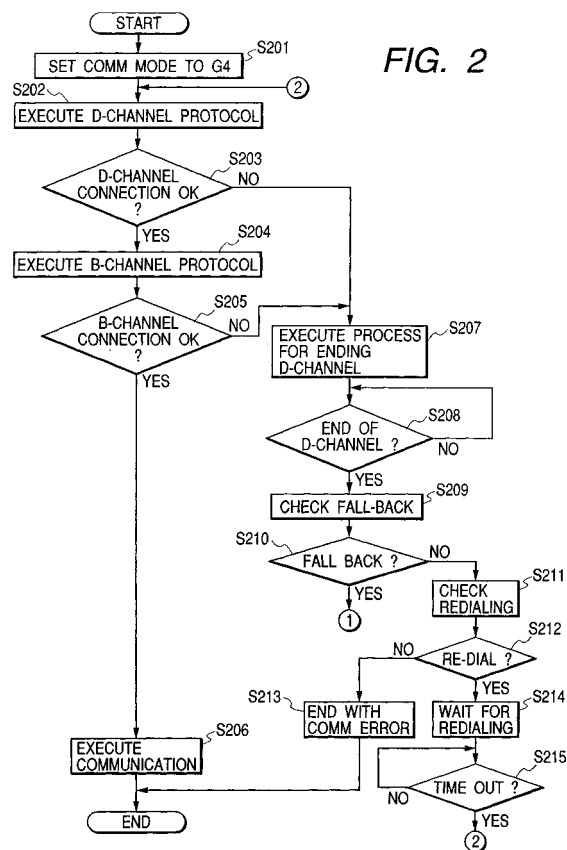 START
FIG. 2
S201
SET COMM MODE TO G4
S202
2
EXECUTE D-CHANNEL PROTOCOL
S203
D-CHANNEL
CONNECTION OK
?
NO
YES
S204
EXECUTE B-CHANNEL PROTOCOL
S205
B-CHANNEL
CONNECTION OK
?
NO
YES
S207
EXECUTE PROCESS
FOR ENDING
D-CHANNEL
S208
END OF
D-CHANNEL ?
NO
YES
S209
CHECK FALL-BACK
S210
FALL BACK ?
NO
YES
1
S211
CHECK
REDIALING
S212
RE-DIAL ?
NO
YES
S213
END WITH
COMM ERROR
S214
WAIT FOR
REDIALING
S206
EXECUTE
COMMUNICATION
S215
TIME OUT ?
NO
YES
2
END